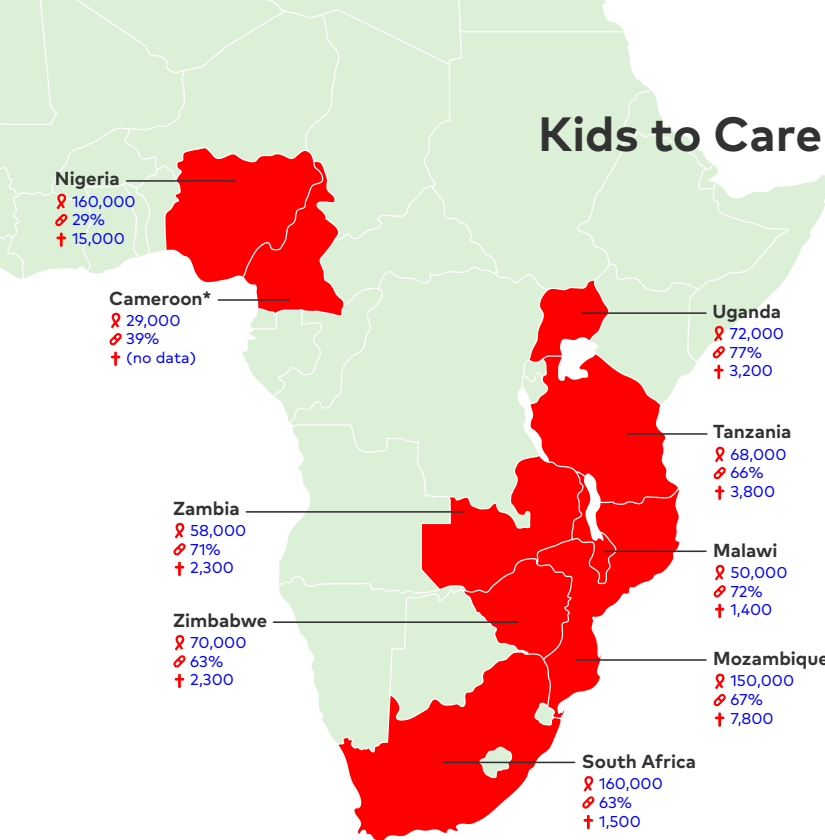 Kids to Care
Nigeria
160,000
29%
15,000
Cameroon*
29,000
39%
(no data)
Uganda
72,000
77%
3,200
Tanzania
68,000
66%
3,800
Zambia
58,000
71%
2,300
Malawi
50,000
72%
1,400
Zimbabwe
70,000
63%
2,300
Mozambique
150,000
67%
7,800
South Africa
160,000
63%
1,500